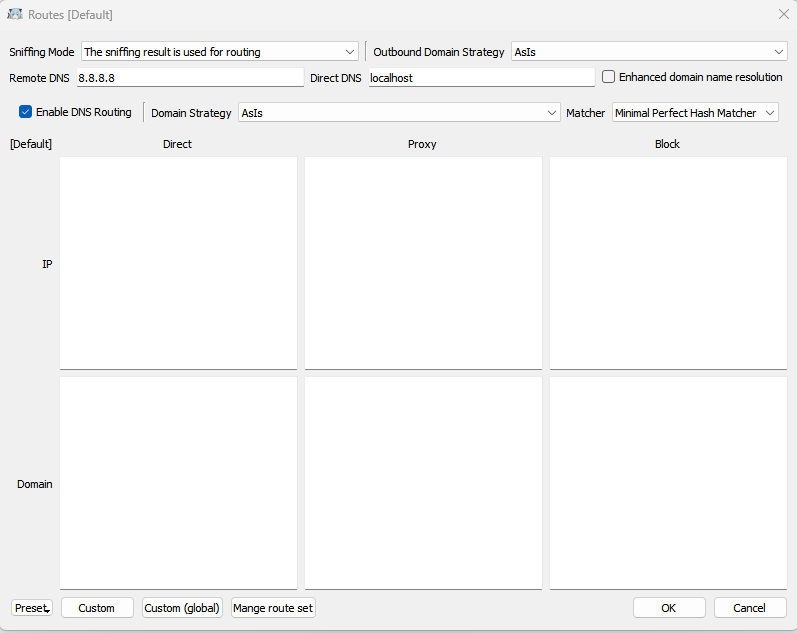 Routes [Default]
Sniffing Mode The sniffing result is used for routing Outbound Domain Strategy AsIs
Remote DNS 8.8.8.8 Direct DNS localhost Enhanced domain name resolution
Enable DNS Routing Domain Strategy AsIs Matcher Minimal Perfect Hash Matcher
[Default] Direct Proxy Block
IP
Domain
Preset Custom Custom (global) Mange route set OK Cancel